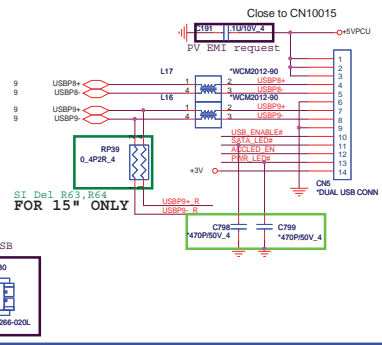 Close to CN10015
C191 .1U/10V_4
+5VPCU
PV EMI request
L17 *WCM2012-90
9 USBP8+ 1 2 USBP8+
9 USBP8- 4 3 USBP8-
L16 *WCM2012-90
9 USBP9+ 1 2 USBP9+
9 USBP9- 4 3 USBP9-
USB_ENABLE#
SATA_LED#
ACCLED_EN
PWR_LED#
+3V
1
2
3
4
5
6
7
8
9
10
11
12
13
14
CN5
*DUAL USB CONN
RP39
0_4P2R_4
SI Del R63,R64
FOR 15" ONLY
USBP9+_R
USBP9-_R
C798
*470P/50V_4
C799
*470P/50V_4
SB
30
266-020L